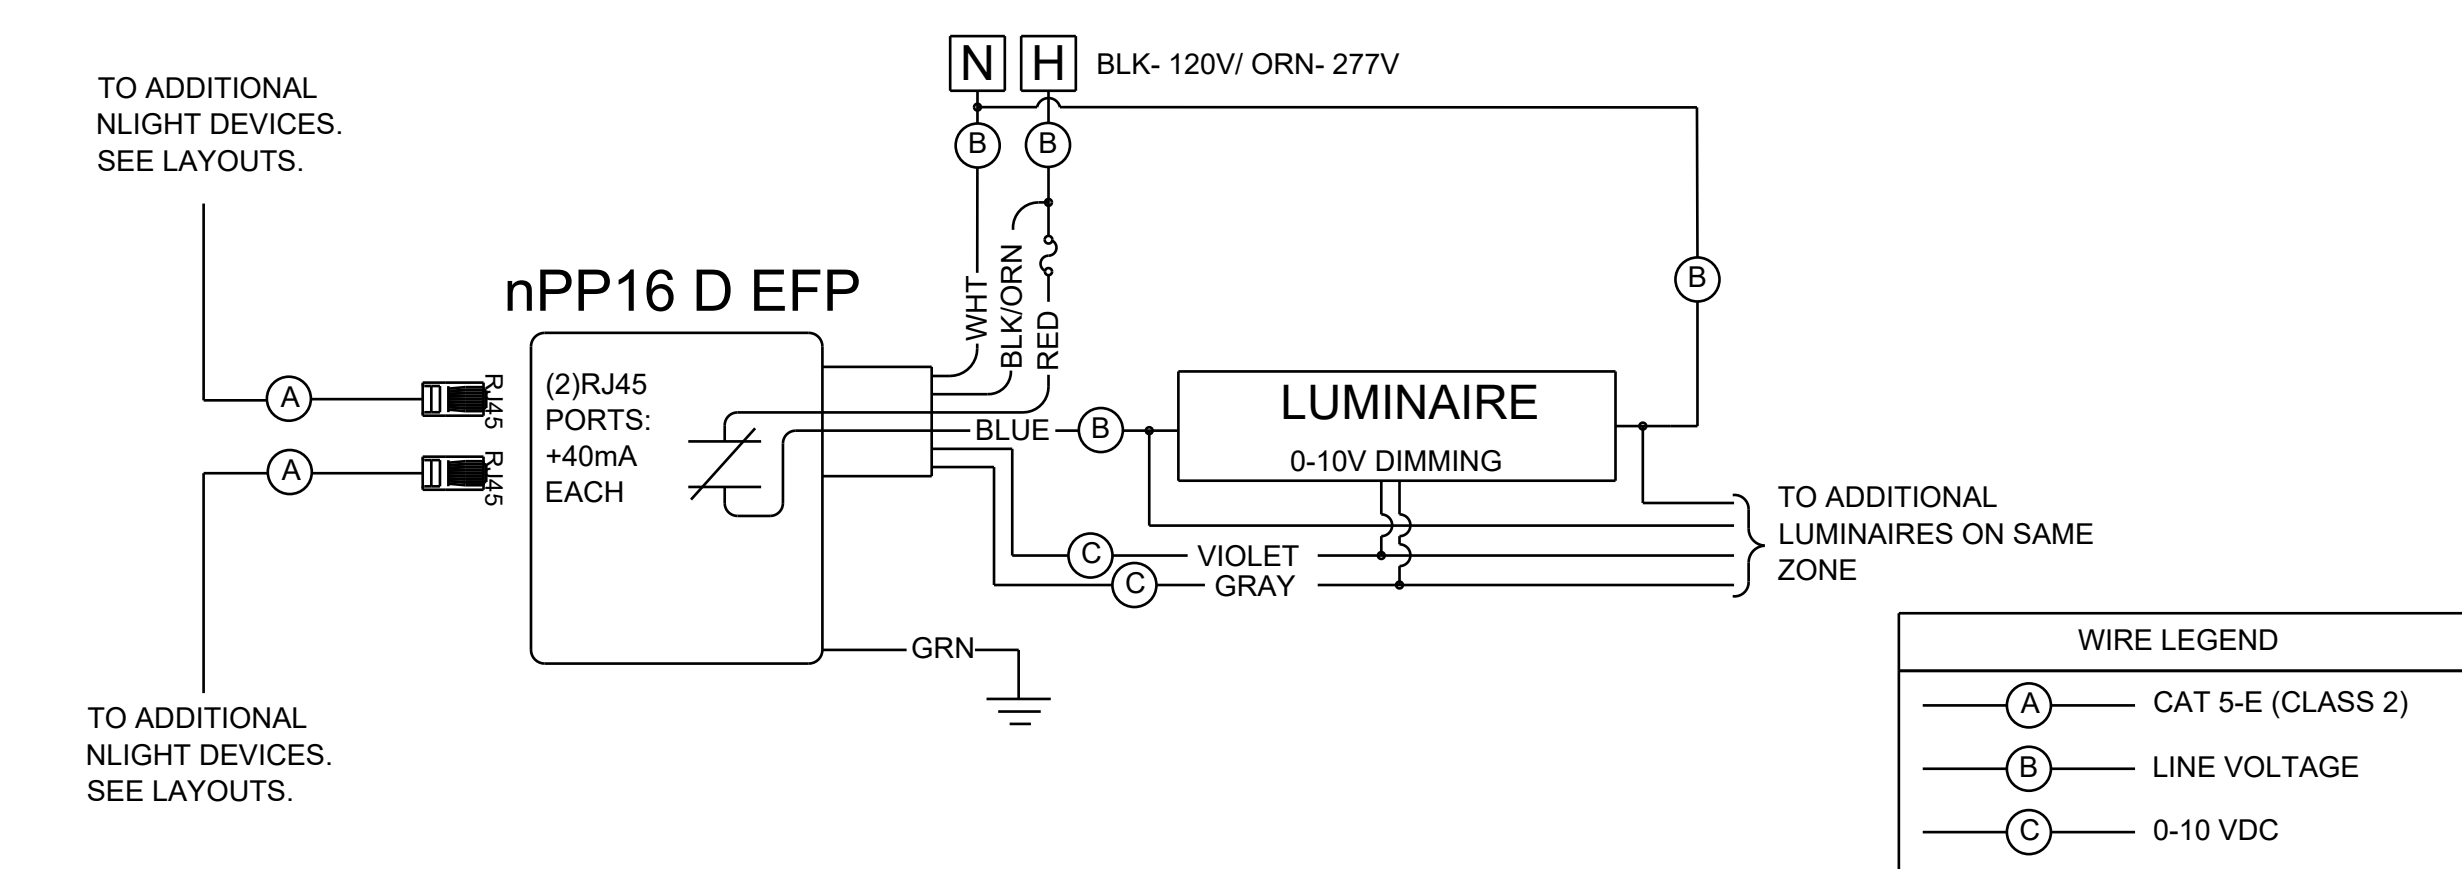 N
H
BLK- 120V/ ORN- 277V
TO ADDITIONAL
NLIGHT DEVICES.
SEE LAYOUTS.
B
B
WHT
BLK/ORN
RED
B
nPP16 D EFP
A
RJ45
A
RJ45
(2)RJ45
PORTS:
+40mA
EACH
BLUE
B
LUMINAIRE
0-10V DIMMING
C
VIOLET
C
GRAY
TO ADDITIONAL
LUMINAIRES ON SAME
ZONE
GRN
TO ADDITIONAL
NLIGHT DEVICES.
SEE LAYOUTS.
WIRE LEGEND
A CAT 5-E (CLASS 2)
B LINE VOLTAGE
C 0-10 VDC